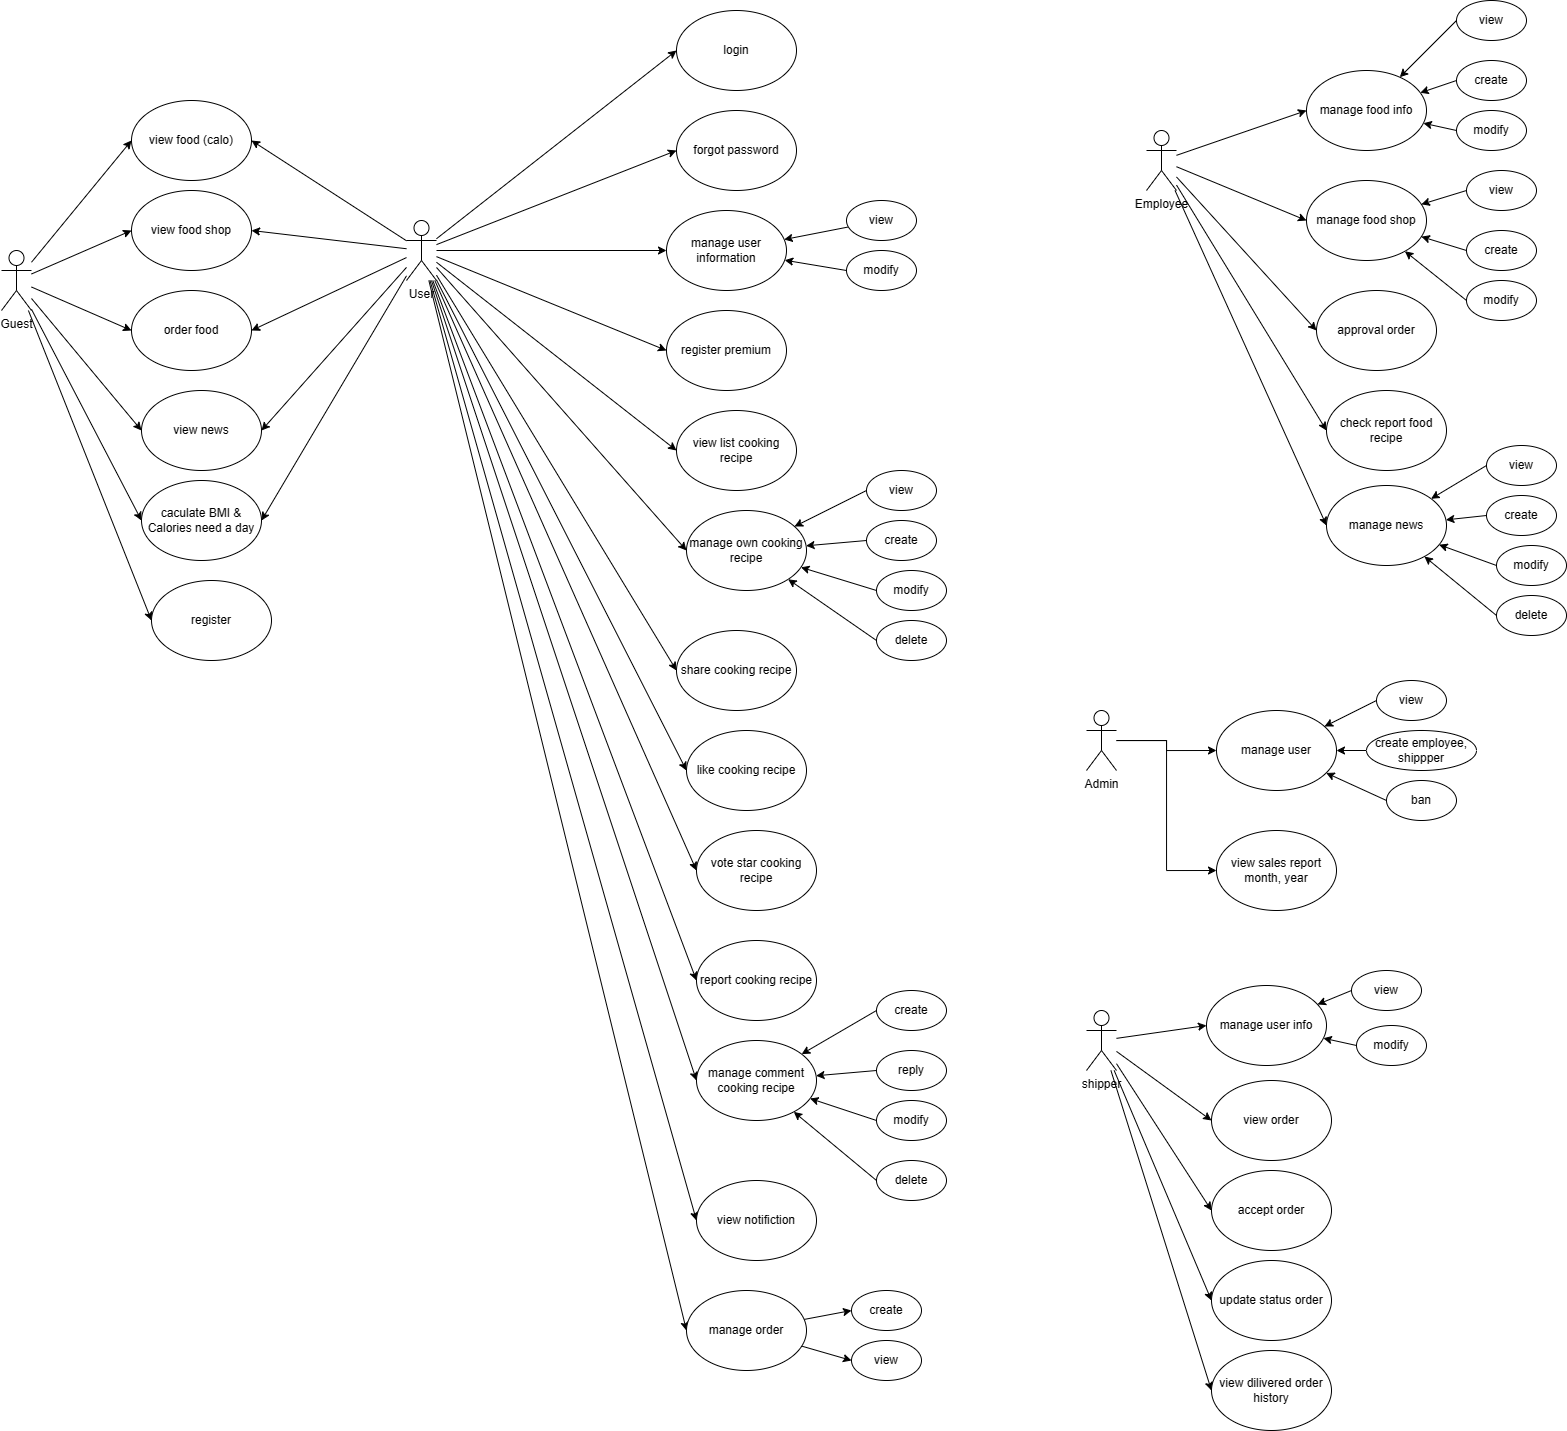 Guest
view food (calo)
view food shop
order food
view news
caculate BMI &
Calories need a day
register
User
login
forgot password
manage user
information
view
modify
register premium
view list cooking
recipe
manage own cooking
recipe
view
create
modify
delete
share cooking recipe
like cooking recipe
vote star cooking
recipe
report cooking recipe
manage comment
cooking recipe
create
reply
modify
delete
view notifiction
manage order
create
view
Employee
manage food info
view
create
modify
manage food shop
view
create
modify
approval order
check report food
recipe
manage news
view
create
modify
delete
Admin
manage user
view
create employee,
shippper
ban
view sales report
month, year
shipper
manage user info
view
modify
view order
accept order
update status order
view dilivered order
history